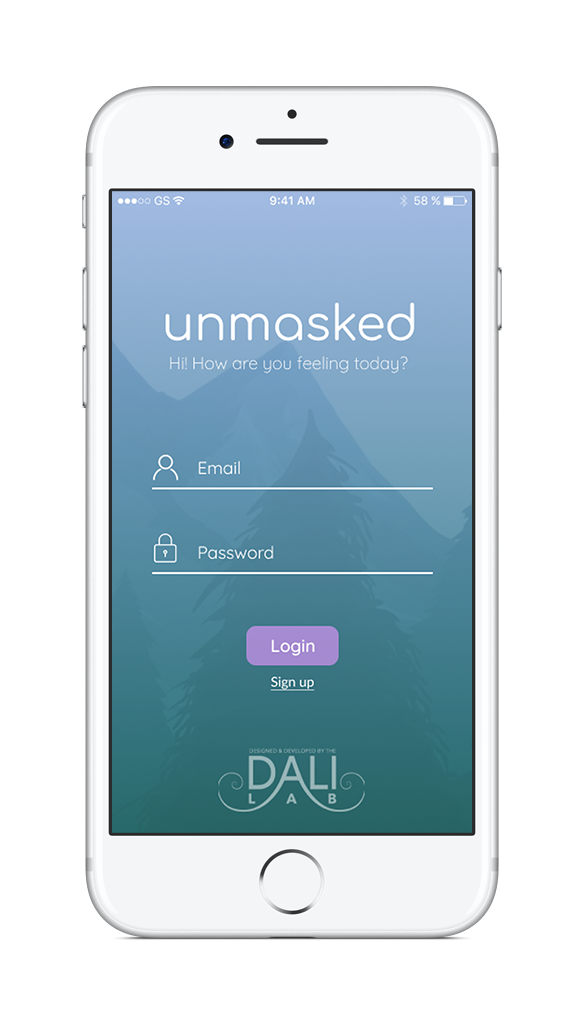 GS 9:41 AM 58 %
unmasked
Hi! How are you feeling today?
Email
Password
Login
Sign up
DESIGNED & DEVELOPED BY THE
DALI
LAB